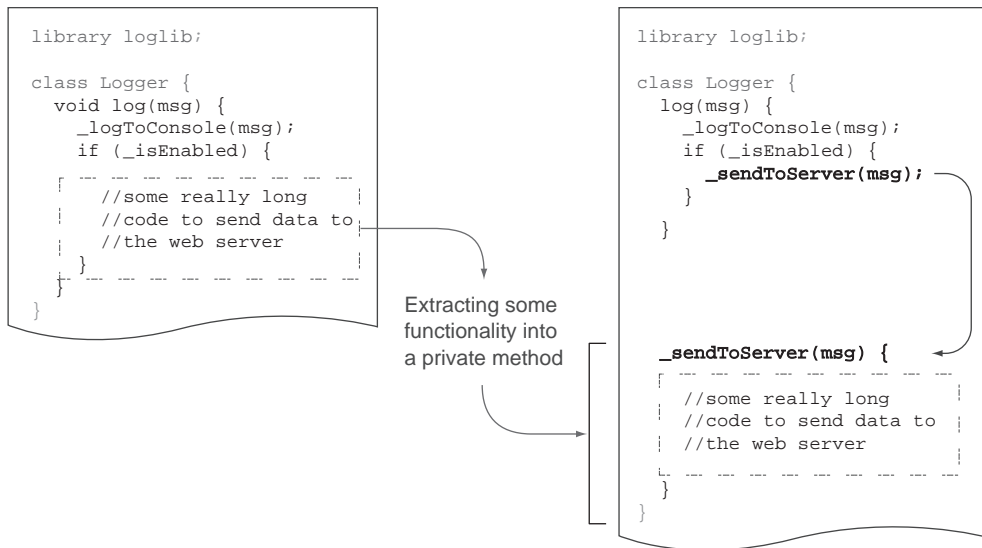 library loglib;
class Logger {
void log(msg) {
_logToConsole(msg);
if (_isEnabled) {
//some really long
//code to send data to
//the web server
}
}
}
Extracting some
functionality into
a private method
library loglib;
class Logger {
log(msg) {
_logToConsole(msg);
if (_isEnabled) {
_sendToServer(msg);
}
}
_sendToServer(msg) {
//some really long
//code to send data to
//the web server
}
}